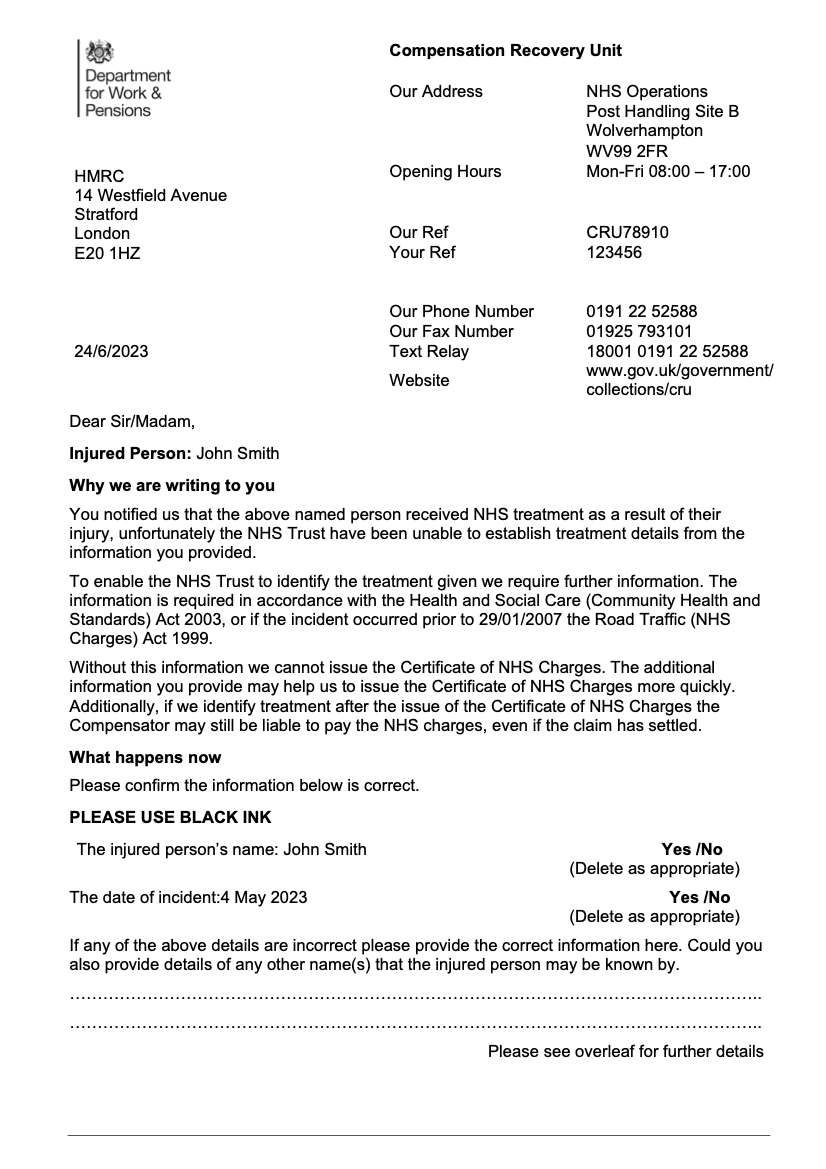 Department
for Work &
Pensions
Compensation Recovery Unit
Our Address NHS Operations
Post Handling Site B
Wolverhampton
WV99 2FR
Opening Hours Mon-Fri 08:00 – 17:00
HMRC
14 Westfield Avenue
Stratford
London
E20 1HZ
Our Ref CRU78910
Your Ref 123456
Our Phone Number 0191 22 52588
Our Fax Number 01925 793101
24/6/2023
Text Relay 18001 0191 22 52588
Website www.gov.uk/government/
collections/cru
Dear Sir/Madam,
Injured Person: John Smith
Why we are writing to you
You notified us that the above named person received NHS treatment as a result of their
injury, unfortunately the NHS Trust have been unable to establish treatment details from the
information you provided.
To enable the NHS Trust to identify the treatment given we require further information. The
information is required in accordance with the Health and Social Care (Community Health and
Standards) Act 2003, or if the incident occurred prior to 29/01/2007 the Road Traffic (NHS
Charges) Act 1999.
Without this information we cannot issue the Certificate of NHS Charges. The additional
information you provide may help us to issue the Certificate of NHS Charges more quickly.
Additionally, if we identify treatment after the issue of the Certificate of NHS Charges the
Compensator may still be liable to pay the NHS charges, even if the claim has settled.
What happens now
Please confirm the information below is correct.
PLEASE USE BLACK INK
The injured person's name: John Smith Yes /No
(Delete as appropriate)
The date of incident:4 May 2023 Yes /No
(Delete as appropriate)
If any of the above details are incorrect please provide the correct information here. Could you
also provide details of any other name(s) that the injured person may be known by.
…………………………………………………………………………………………………………..
…………………………………………………………………………………………………………..
Please see overleaf for further details